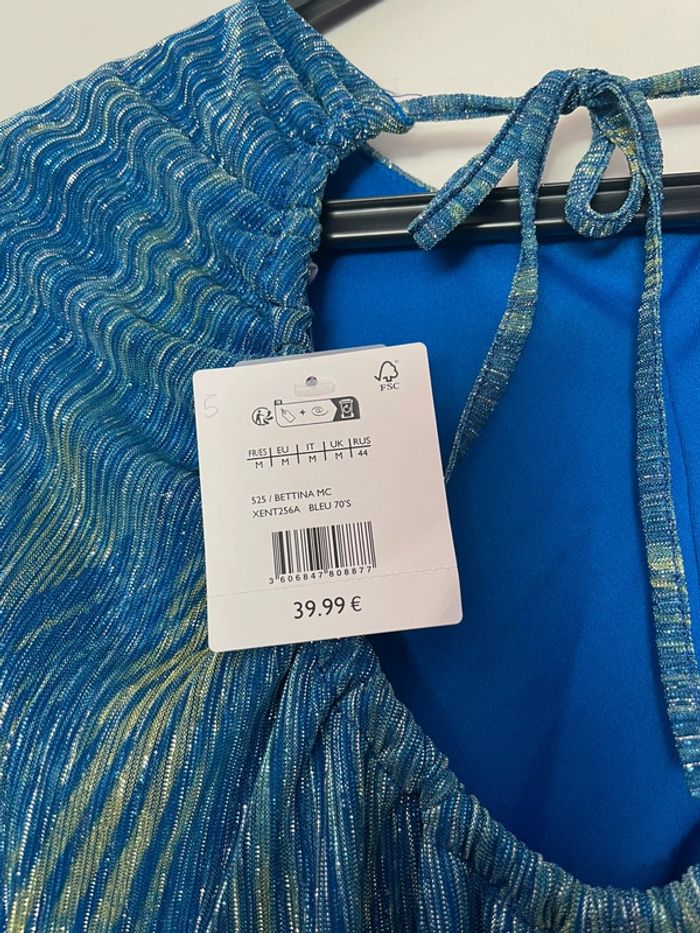 5
FSC
FR/ES EU IT UK RUS
M M M M 44
525 / BETTINA MC
XENT256A BLEU 70'S
3 606847 808877
39.99 €